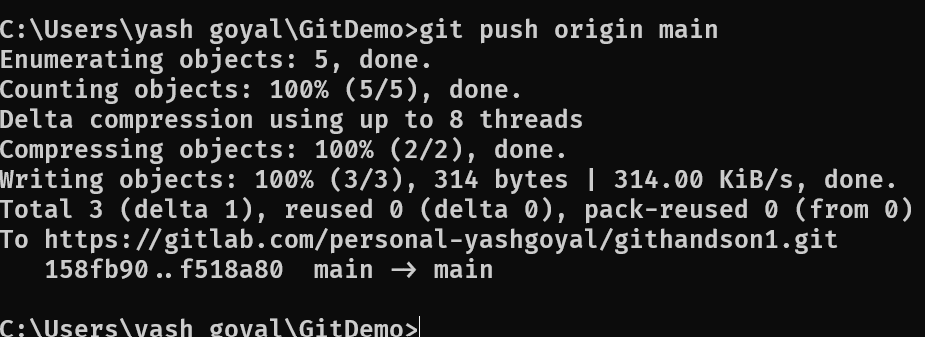 C:\Users\yash goyal\GitDemo>git push origin main
Enumerating objects: 5, done.
Counting objects: 100% (5/5), done.
Delta compression using up to 8 threads
Compressing objects: 100% (2/2), done.
Writing objects: 100% (3/3), 314 bytes | 314.00 KiB/s, done.
Total 3 (delta 1), reused 0 (delta 0), pack-reused 0 (from 0)
To https://gitlab.com/personal-yashgoyal/githandson1.git
   158fb90..f518a80  main -> main
C:\Users\yash goyal\GitDemo>